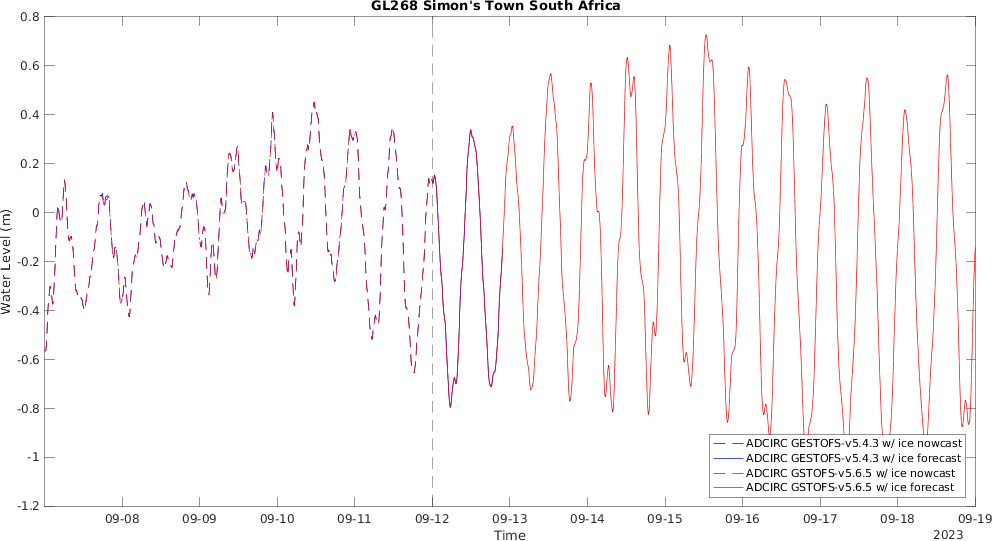 GL268 Simon's Town South Africa
0.8
0.6
0.4
0.2
0
-0.2
-0.4
-0.6
-0.8
-1
-1.2
Water Level (m)
ADCIRC GESTOFS-v5.4.3 w/ ice nowcast
ADCIRC GESTOFS-v5.4.3 w/ ice forecast
ADCIRC GSTOFS-v5.6.5 w/ ice nowcast
ADCIRC GSTOFS-v5.6.5 w/ ice forecast
09-08 09-09 09-10 09-11 09-12 09-13 09-14 09-15 09-16 09-17 09-18 09-19
Time
2023